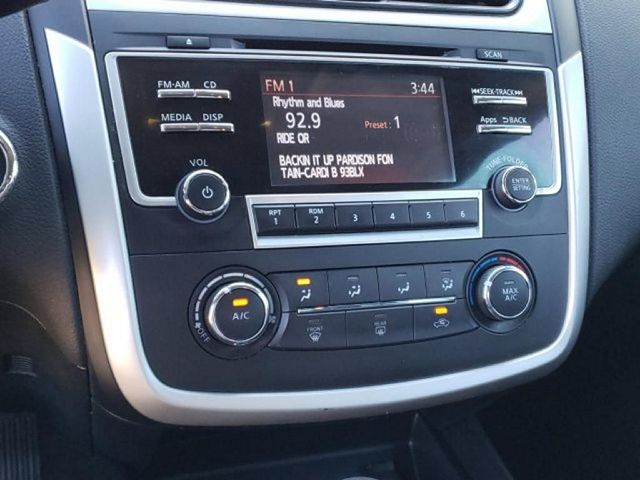 SCAN
FM·AM CD
MEDIA DISP
FM 1 3:44
Rhythm and Blues
92.9 Preset : 1
RIDE OR
BACKIN IT UP PARDISON FON
TAIN-CARDI B 93BLX
SEEK·TRACK
Apps BACK
VOL
TUNE·FOLDER
ENTER
SETTING
RPT
1
RDM
2
3
4
5
6
A/C
OFF
FRONT
REAR
MAX
A/C